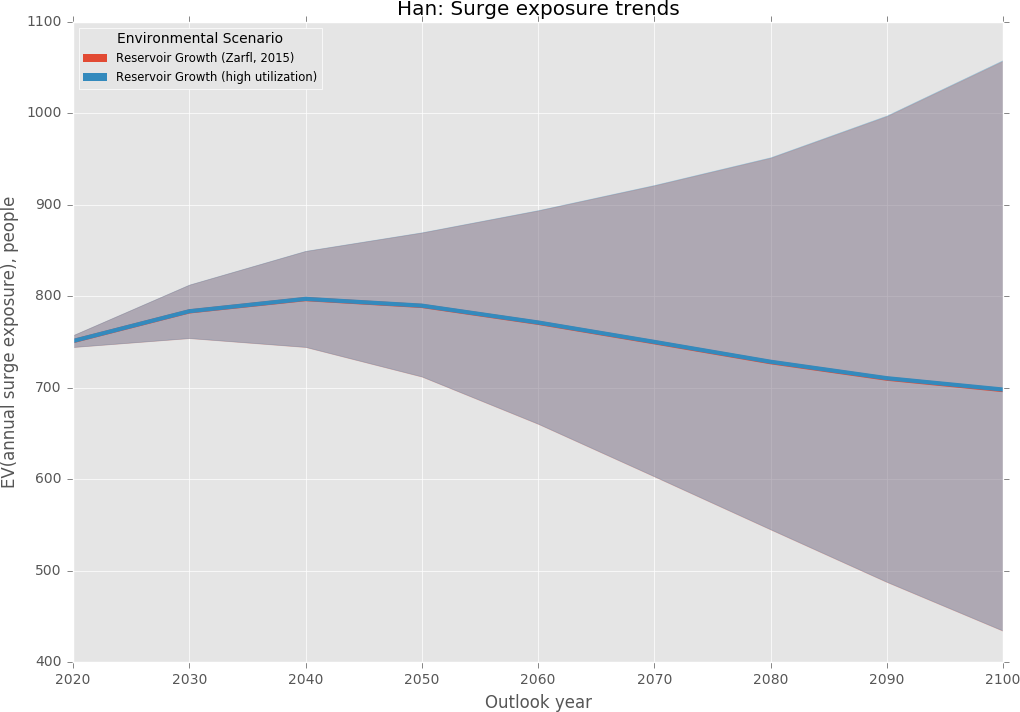 Han: Surge exposure trends
Environmental Scenario
Reservoir Growth (Zarfl, 2015)
Reservoir Growth (high utilization)
EV(annual surge exposure), people
1100
1000
900
800
700
600
500
400
2020 2030 2040 2050 2060 2070 2080 2090 2100
Outlook year